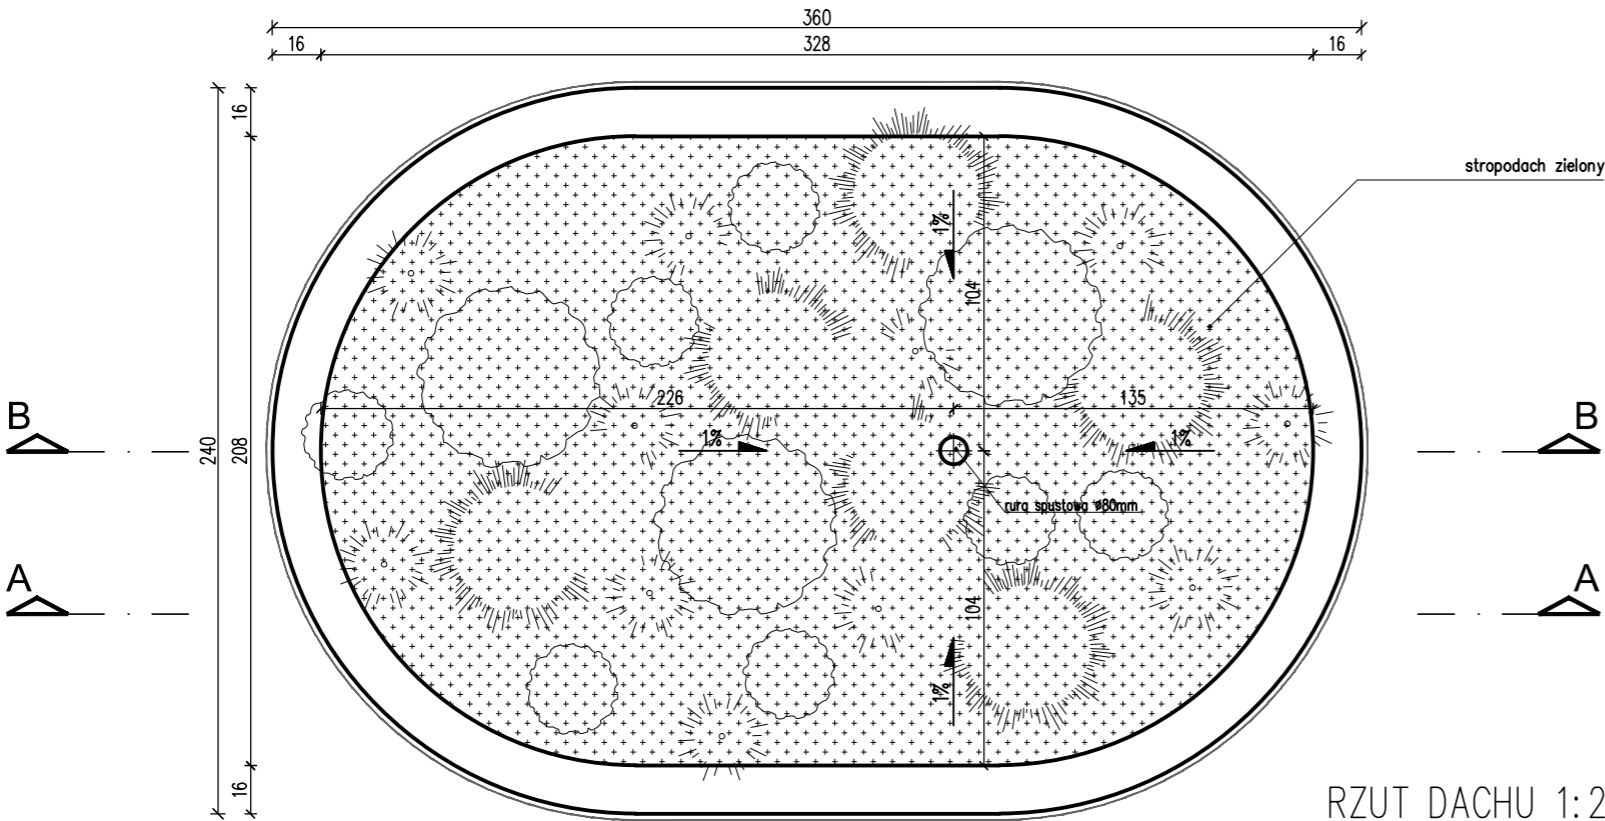 360
16 328 16
16
stropodach zielony
1%
104
226 135
B B
240 208
1% 1%
rura spustowa ø80mm
A A
104
1%
16
RZUT DACHU 1:2